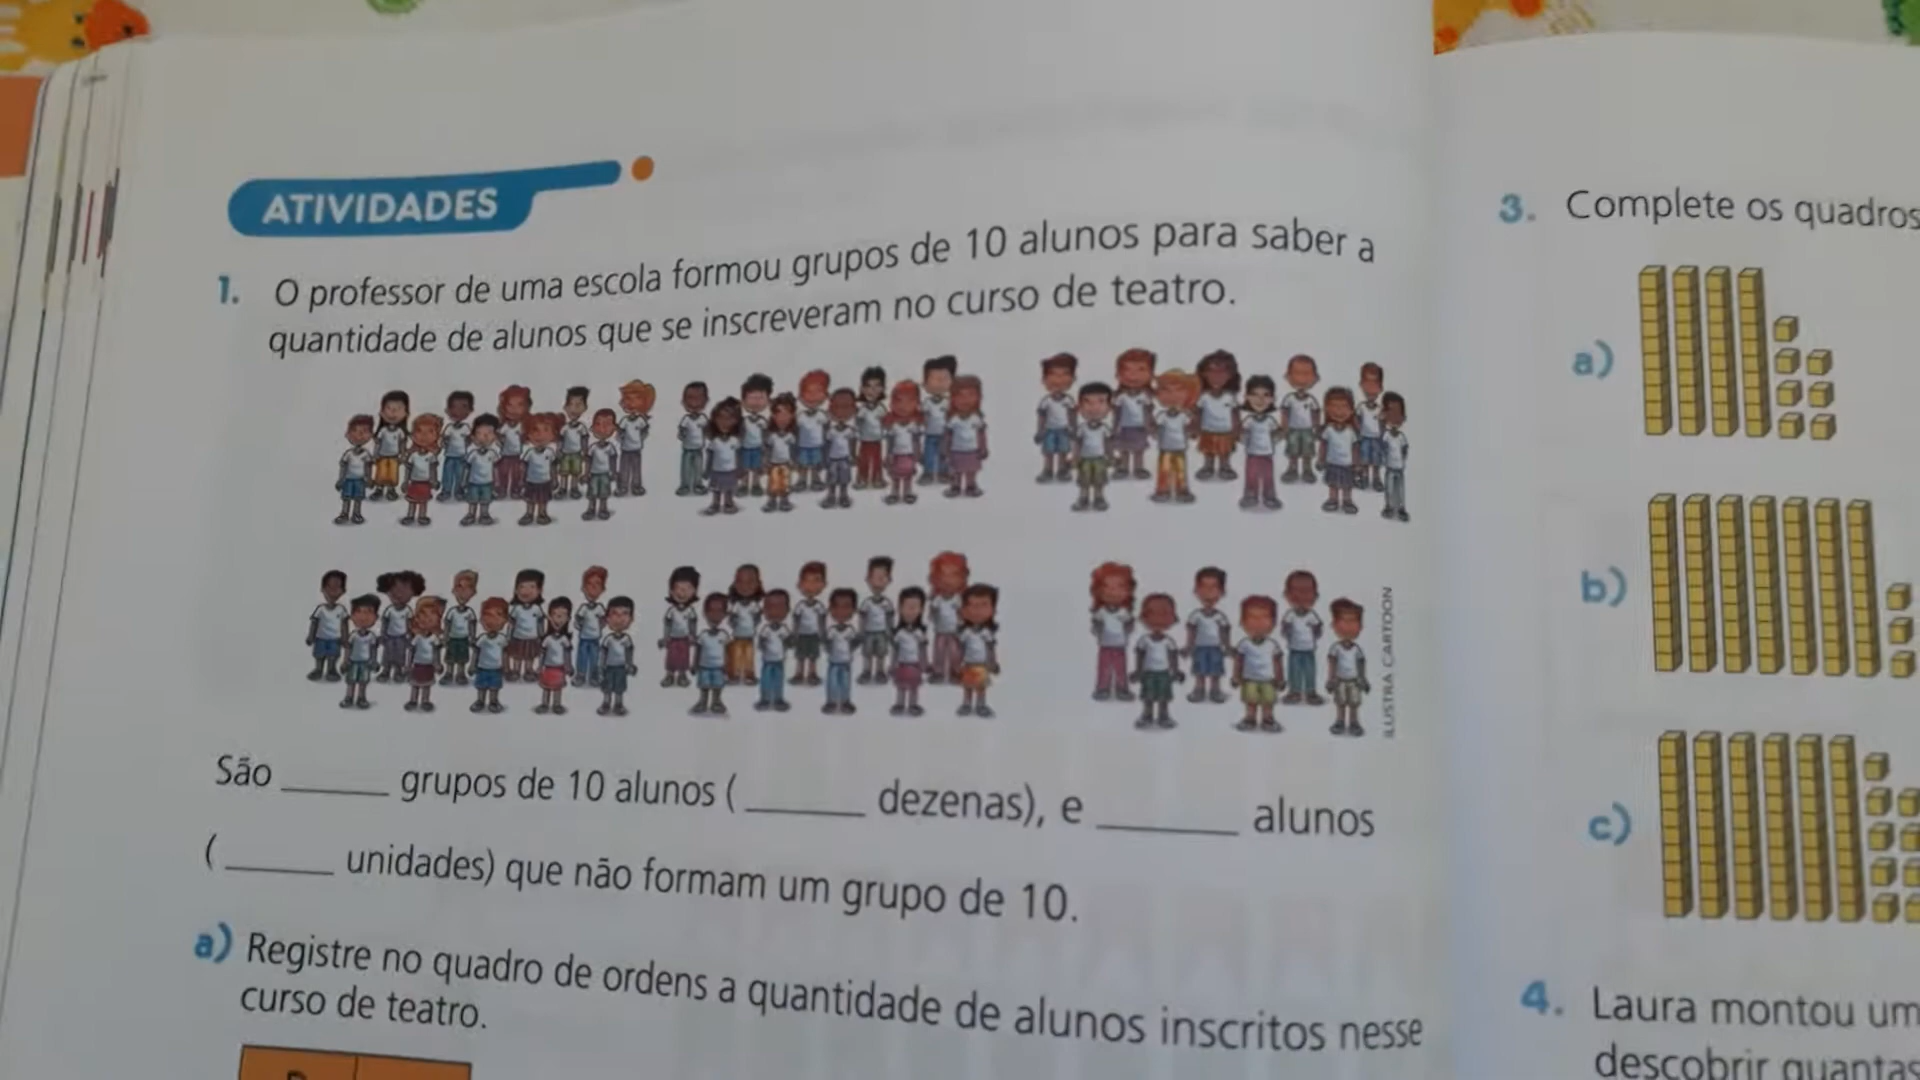 ATIVIDADES
1. O professor de uma escola formou grupos de 10 alunos para saber a
quantidade de alunos que se inscreveram no curso de teatro.
ILUSTRA CARTOON
São ______ grupos de 10 alunos (______ dezenas), e ______ alunos
(______ unidades) que não formam um grupo de 10.
a) Registre no quadro de ordens a quantidade de alunos inscritos nesse
curso de teatro.
3. Complete os quadros
a)
b)
c)
4. Laura montou um
descobrir quantas